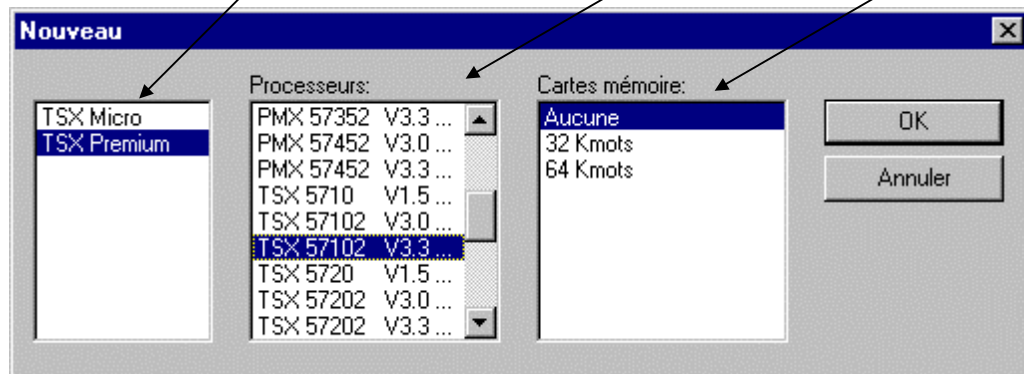 Nouveau
Processeurs:
Cartes mémoire:
TSX Micro
TSX Premium
PMX 57352 V3.3 ...
PMX 57452 V3.0 ...
PMX 57452 V3.3 ...
TSX 5710 V1.5 ...
TSX 57102 V3.0 ...
TSX 57102 V3.3 ...
TSX 5720 V1.5 ...
TSX 57202 V3.0 ...
TSX 57202 V3.3 ...
Aucune
32 Kmots
64 Kmots
OK
Annuler